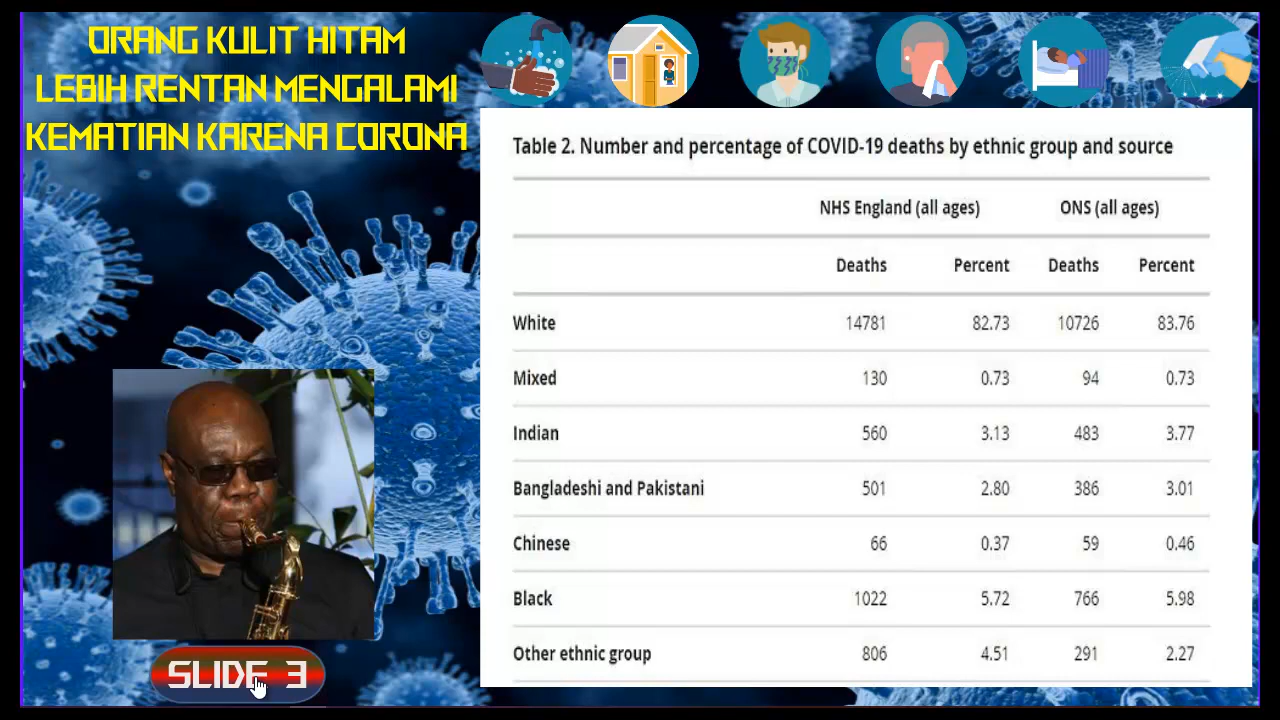 ORANG KULIT HITAM
LEBIH RENTAN MENGALAMI
KEMATIAN KARENA CORONA
Table 2. Number and percentage of COVID-19 deaths by ethnic group and source
NHS England (all ages) ONS (all ages)
Deaths Percent Deaths Percent
White 14781 82.73 10726 83.76
Mixed 130 0.73 94 0.73
Indian 560 3.13 483 3.77
Bangladeshi and Pakistani 501 2.80 386 3.01
Chinese 66 0.37 59 0.46
Black 1022 5.72 766 5.98
Other ethnic group 806 4.51 291 2.27
SLIDE 3